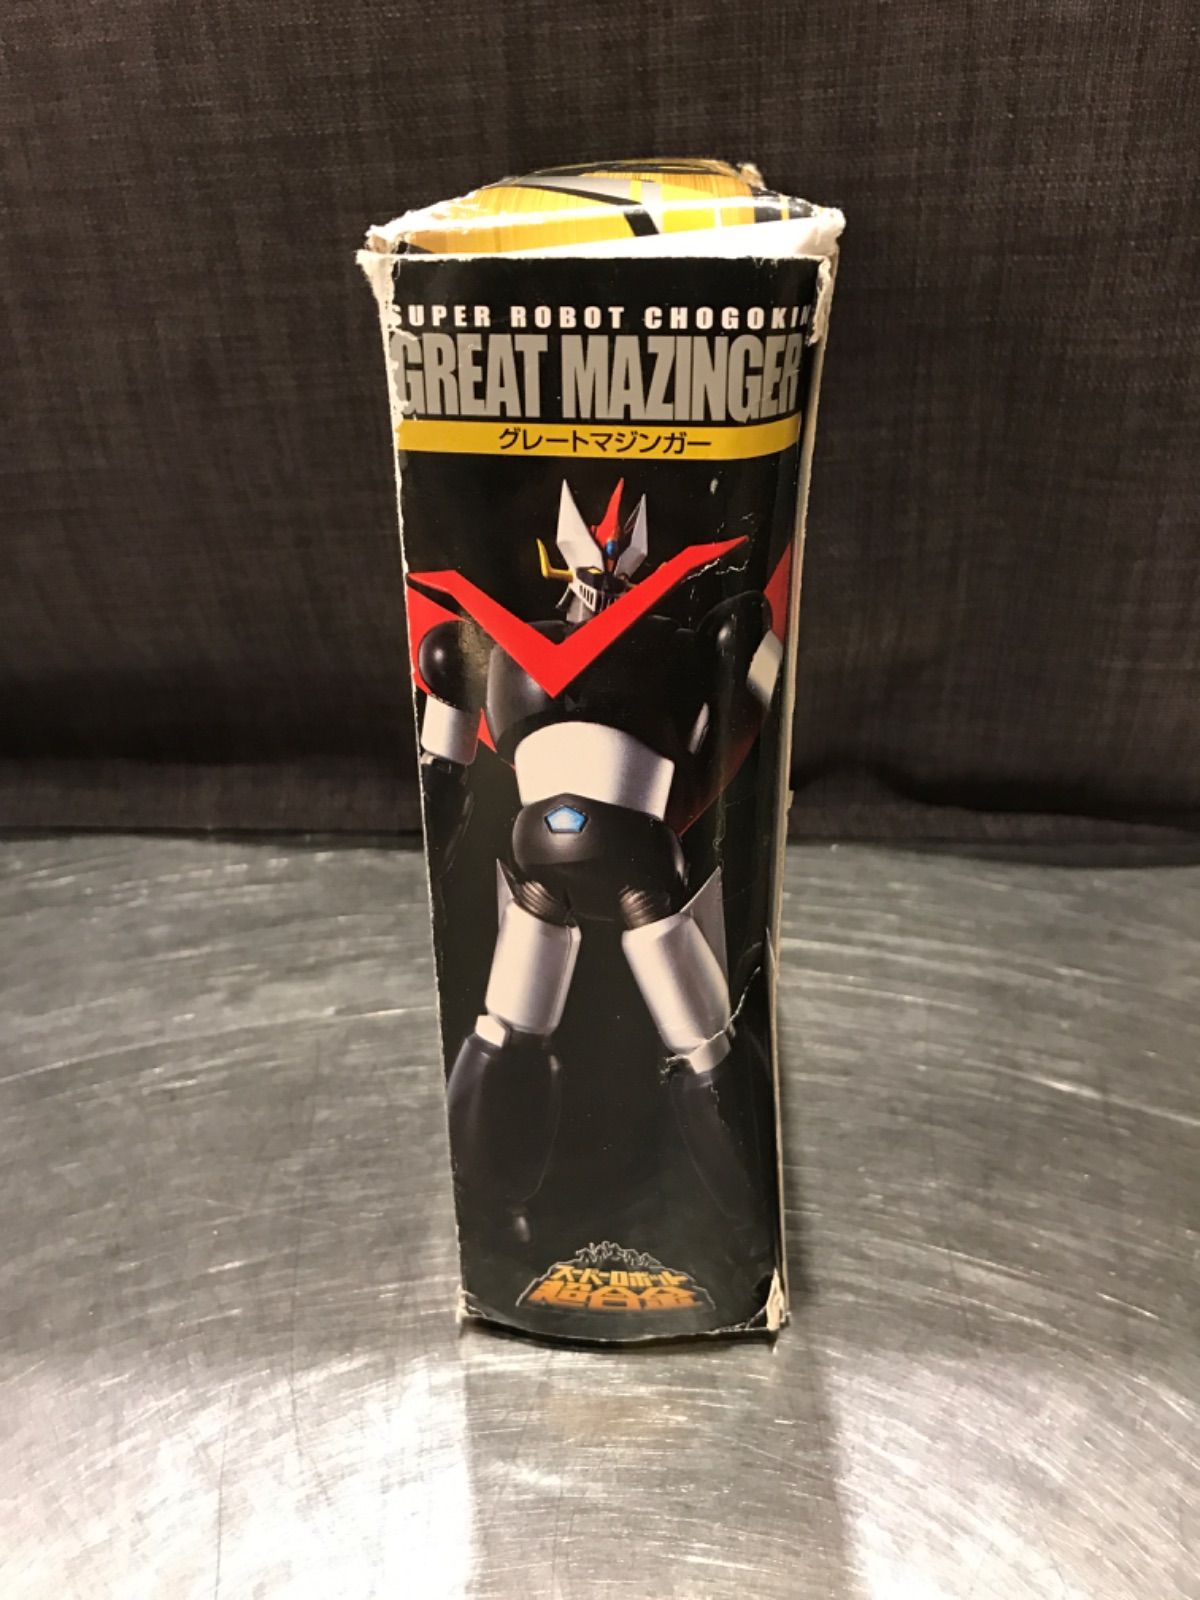 SUPER ROBOT CHOGOKIN
GREAT MAZINGER
グレートマジンガー
スーパーロボット
超合金